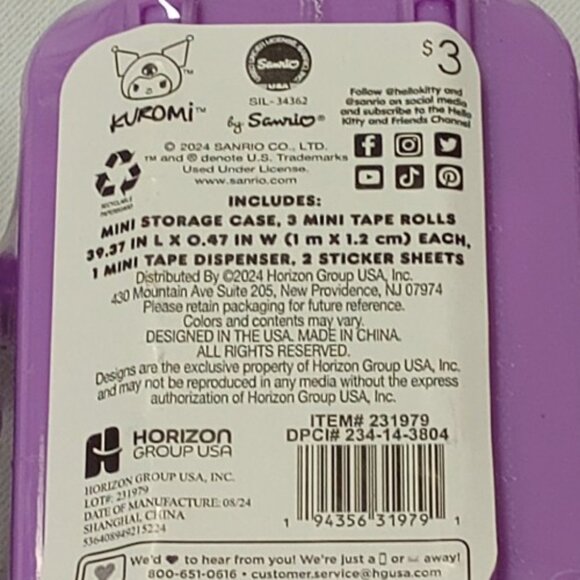 $3
KUROMI™
UNDER LICENSE
Sanrio
USA
SIL-34362
by Sanrio®
Follow @hellokitty and
@sanrio on social media
and subscribe to the Hello
Kitty and Friends Channel
© 2024 SANRIO CO., LTD.
™ and ® denote U.S. Trademarks
Used Under License.
www.sanrio.com
RECYCLABLE
PAPERBOARD
INCLUDES:
MINI STORAGE CASE, 3 MINI TAPE ROLLS
39.37 IN L X 0.47 IN W (1 m X 1.2 cm) EACH,
1 MINI TAPE DISPENSER, 2 STICKER SHEETS
Distributed By ©2024 Horizon Group USA, Inc.
430 Mountain Ave Suite 205, New Providence, NJ 07974
Please retain packaging for future reference.
Colors and contents may vary.
DESIGNED IN THE USA. MADE IN CHINA.
ALL RIGHTS RESERVED.
Designs are the exclusive property of Horizon Group USA, Inc.
and may not be reproduced in any media without the express
authorization of Horizon Group USA, Inc.
HORIZON
GROUP USA
ITEM# 231979
DPCI# 234-14-3804
HORIZON GROUP USA, INC.
LOT#: 231979
DATE OF MANUFACTURE: 08/24
SHANGHAI, CHINA
536408949215224
1 94356 31979 1
We'd to hear from you! We're just a or away!
800-651-0616 • customer.service@hgusa.com